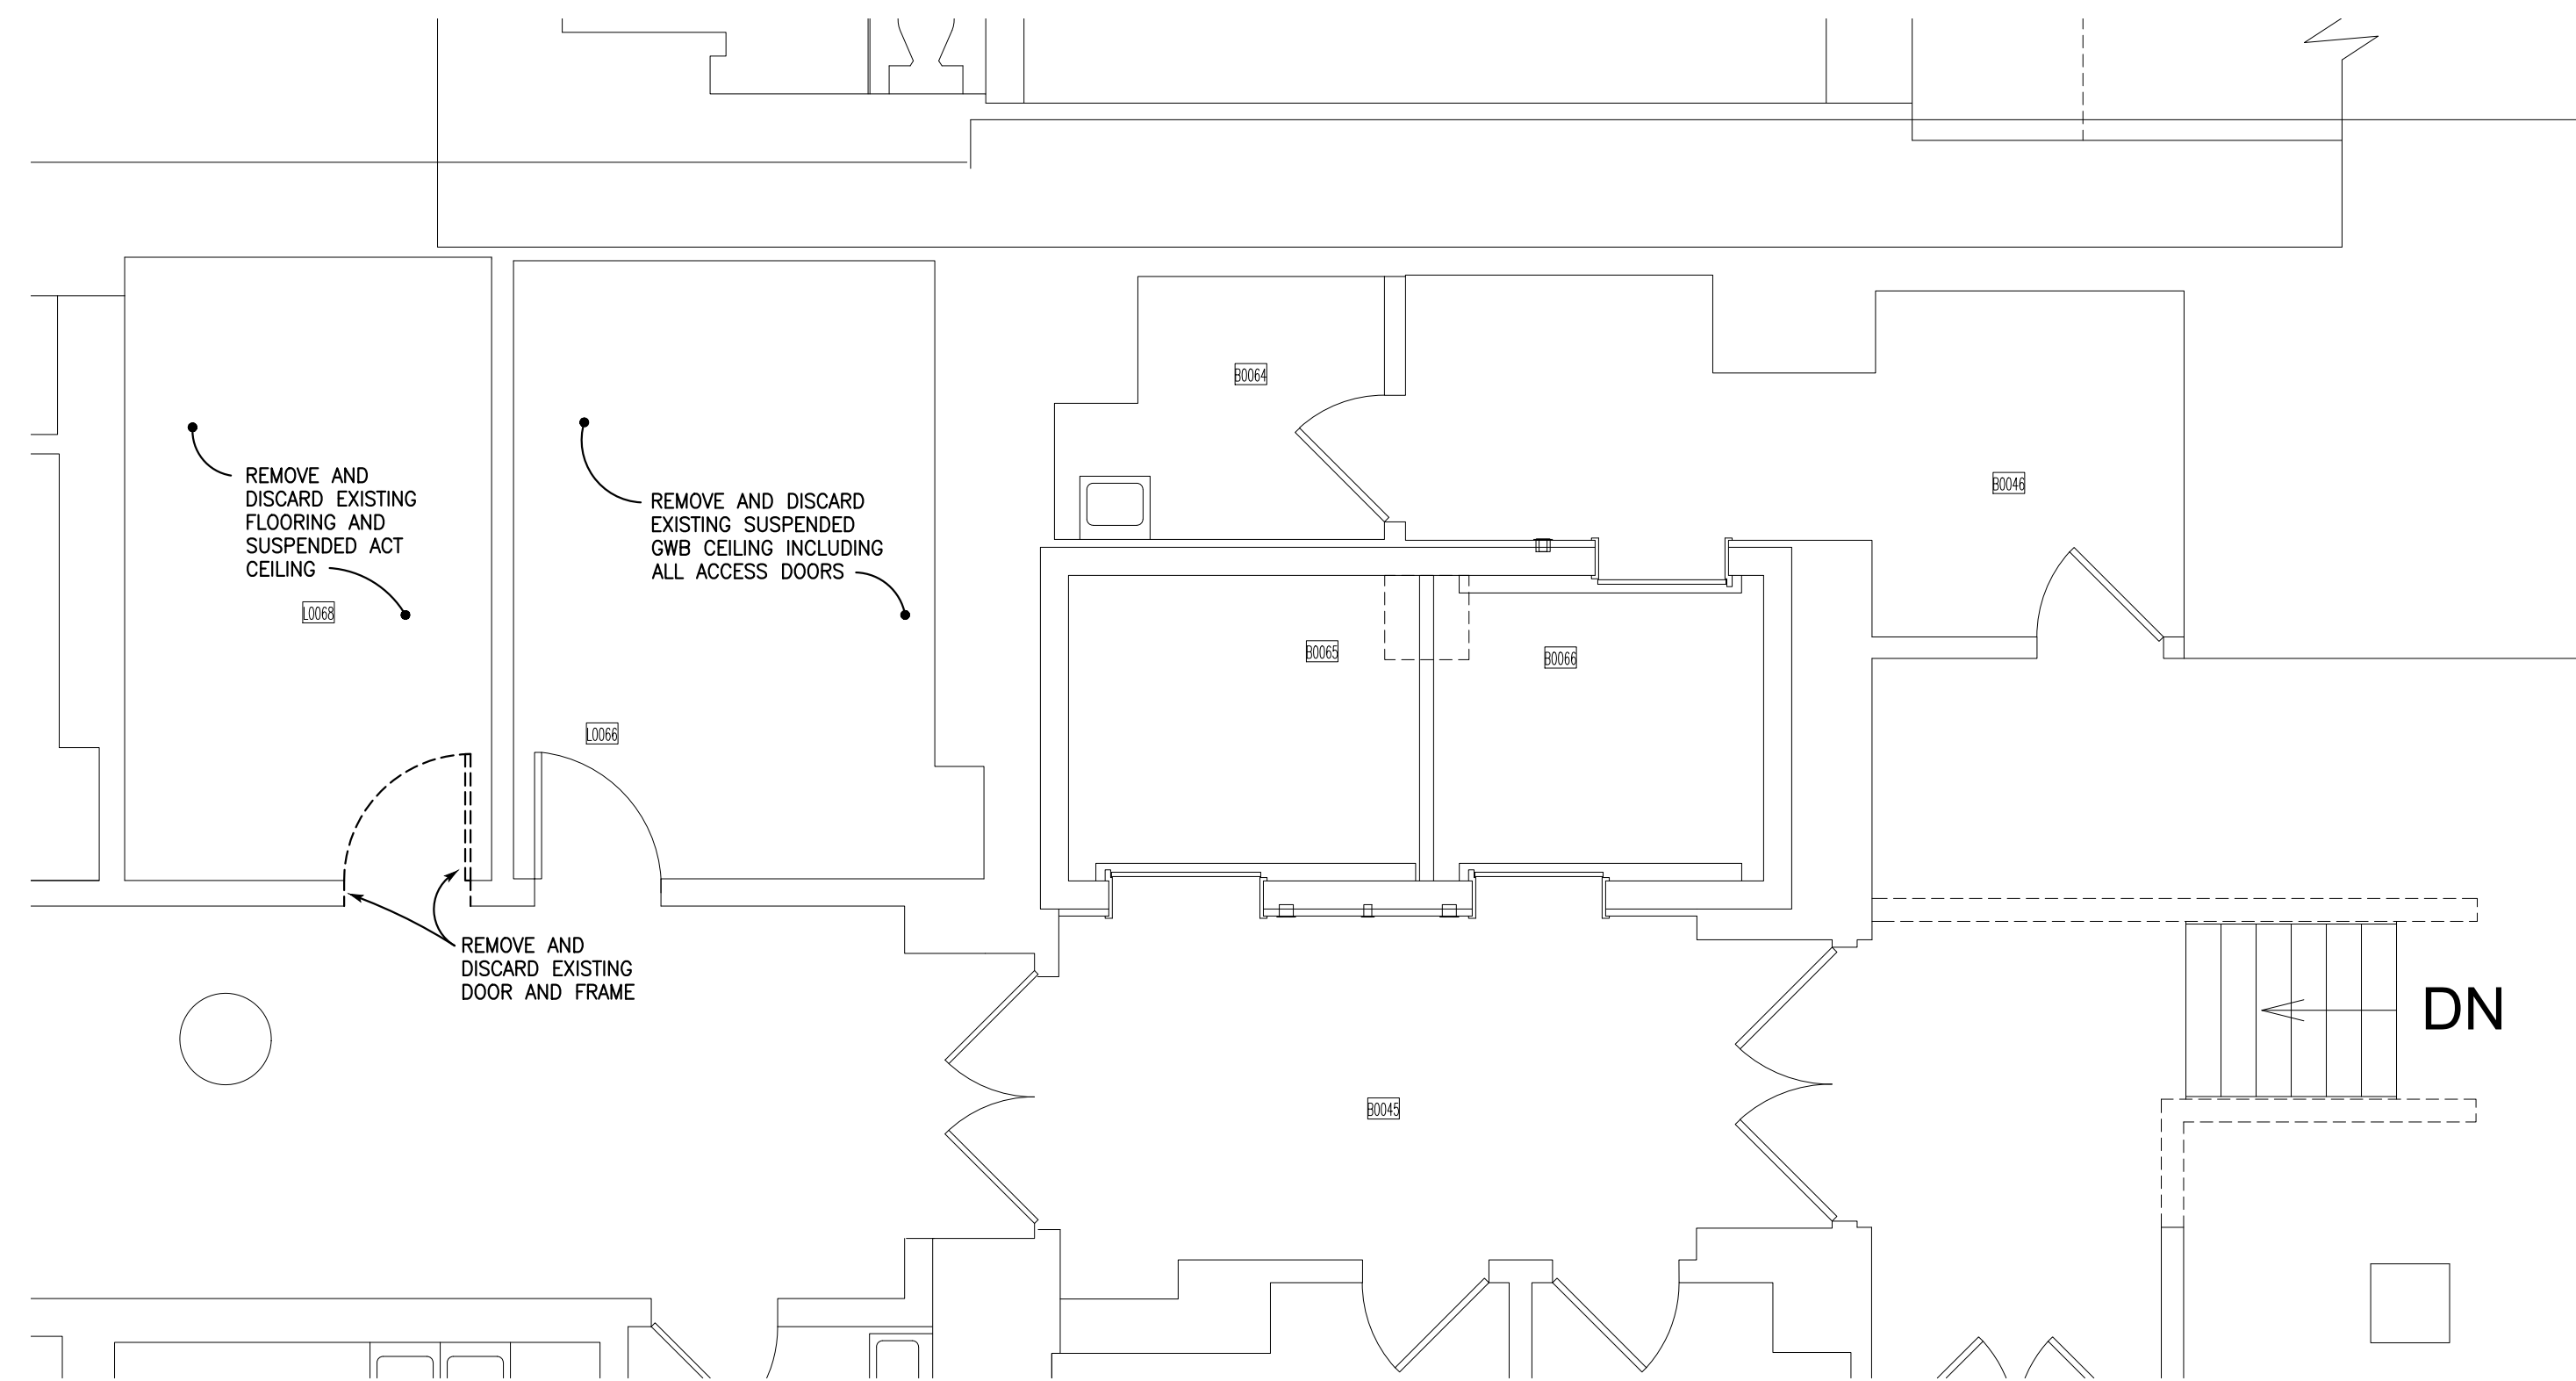 B0064
REMOVE AND
DISCARD EXISTING
FLOORING AND
SUSPENDED ACT
CEILING
L0068
REMOVE AND DISCARD
EXISTING SUSPENDED
GWB CEILING INCLUDING
ALL ACCESS DOORS
B0046
B0065
B0066
L0066
REMOVE AND
DISCARD EXISTING
DOOR AND FRAME
DN
B0045